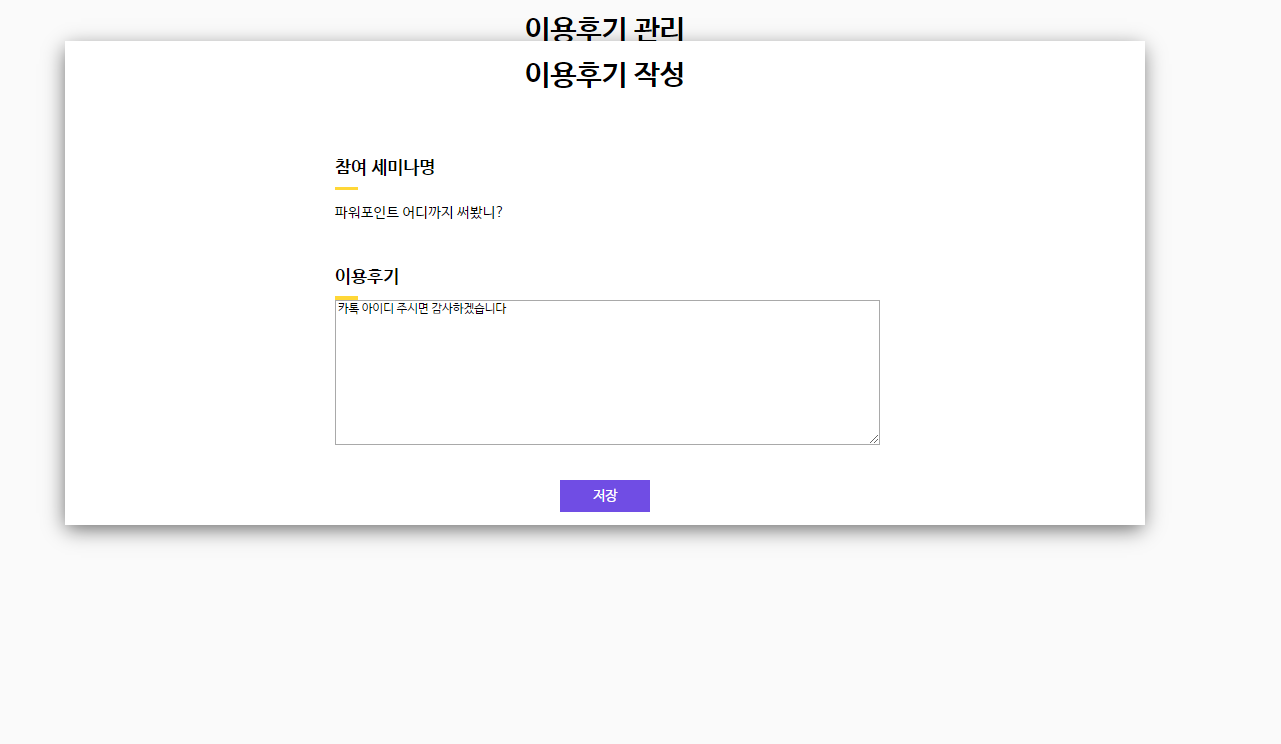 이용후기 관리
이용후기 작성
참여 세미나명
파워포인트 어디까지 써봤니?
이용후기
카톡 아이디 주시면 감사하겠습니다
저장